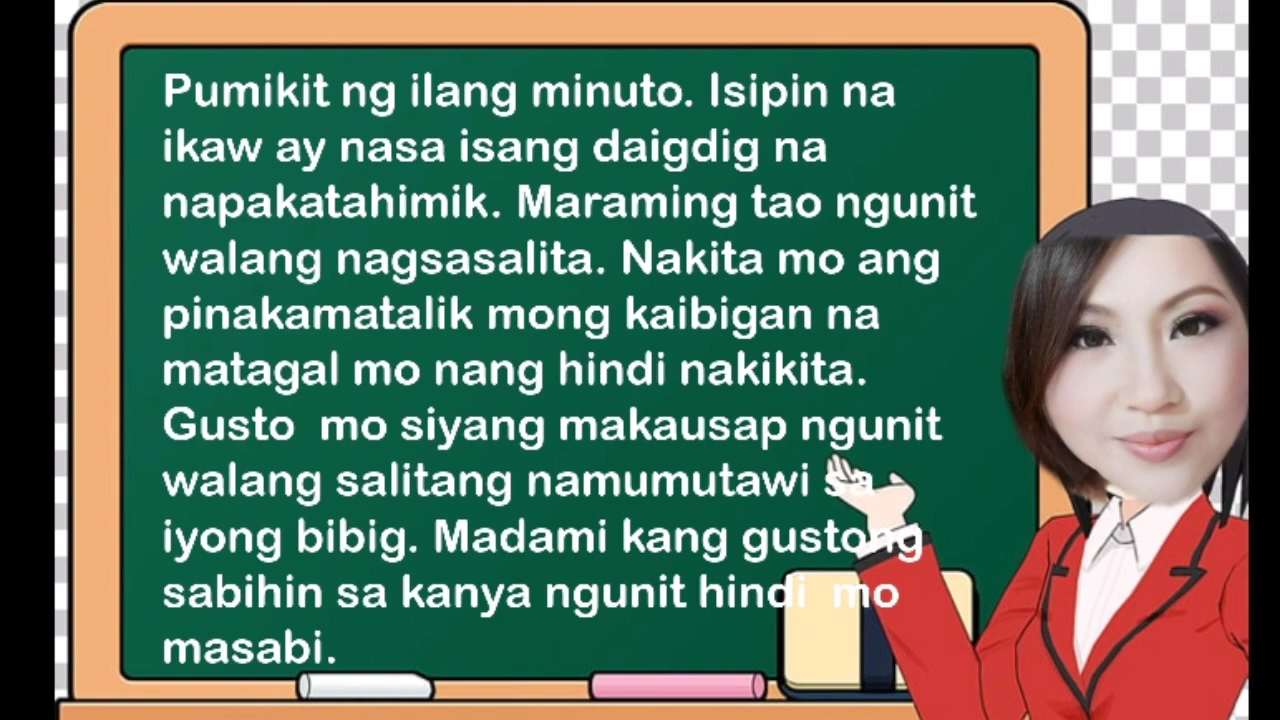 Pumikit ng ilang minuto. Isipin na
ikaw ay nasa isang daigdig na
napakatahimik. Maraming tao ngunit
walang nagsasalita. Nakita mo ang
pinakamatalik mong kaibigan na
matagal mo nang hindi nakikita.
Gusto  mo siyang makausap ngunit
walang salitang namumutawi sa
iyong bibig. Madami kang gustong
sabihin sa kanya ngunit hindi  mo
masabi.